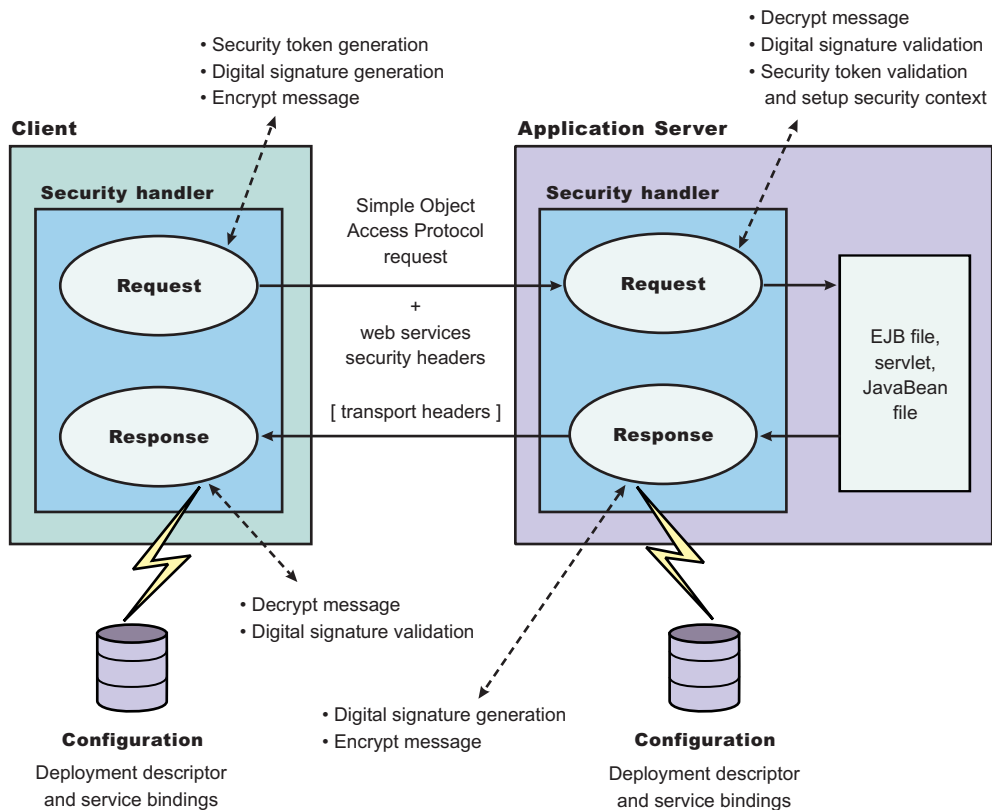 • Security token generation
• Digital signature generation
• Encrypt message
• Decrypt message
• Digital signature validation
• Security token validation
and setup security context
Client
Application Server
Security handler
Security handler
Simple Object
Access Protocol
request
Request
Request
+
web services
security headers
EJB file,
servlet,
JavaBean
file
[ transport headers ]
Response
Response
• Decrypt message
• Digital signature validation
• Digital signature generation
• Encrypt message
Configuration
Deployment descriptor
and service bindings
Configuration
Deployment descriptor
and service bindings